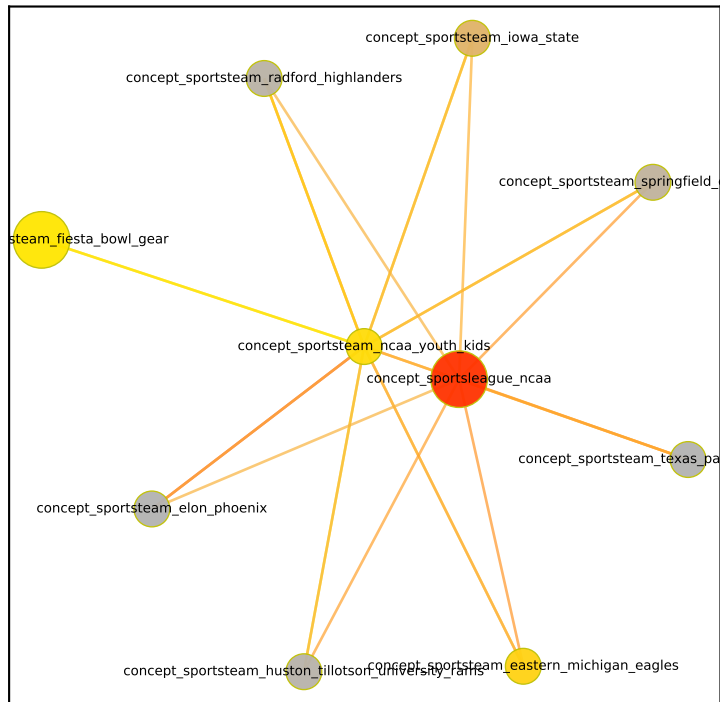 concept_sportsteam_iowa_state
concept_sportsteam_radford_highlanders
concept_sportsteam_springfield_
steam_fiesta_bowl_gear
concept_sportsteam_ncaa_youth_kids
concept_sportsleague_ncaa
concept_sportsteam_texas_pa
concept_sportsteam_elon_phoenix
concept_sportsteam_eastern_michigan_eagles
concept_sportsteam_huston_tillotson_university_rams